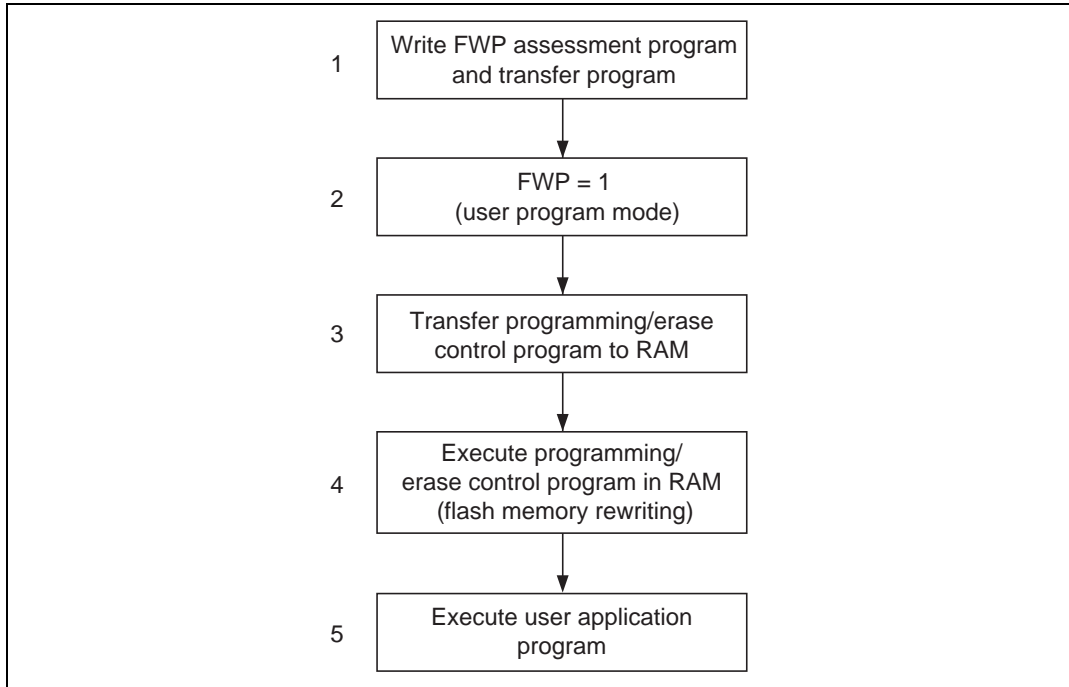 1
Write FWP assessment program
and transfer program
2
FWP = 1
(user program mode)
3
Transfer programming/erase
control program to RAM
4
Execute programming/
erase control program in RAM
(flash memory rewriting)
5
Execute user application
program